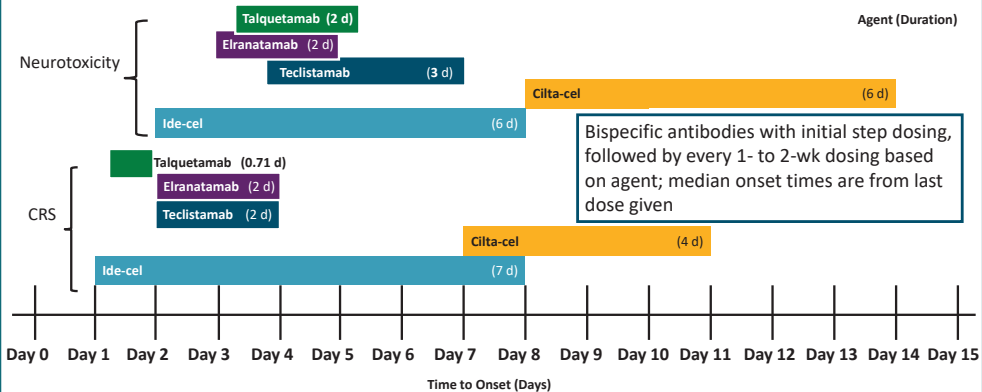 Agent (Duration)
Neurotoxicity
Talquetamab (2 d)
Elranatamab (2 d)
Teclistamab (3 d)
Cilta-cel (6 d)
Ide-cel (6 d)
Bispecific antibodies with initial step dosing,
followed by every 1- to 2-wk dosing based
on agent; median onset times are from last
dose given
CRS
Talquetamab (0.71 d)
Elranatamab (2 d)
Teclistamab (2 d)
Cilta-cel (4 d)
Ide-cel (7 d)
Day 0 Day 1 Day 2 Day 3 Day 4 Day 5 Day 6 Day 7 Day 8 Day 9 Day 10 Day 11 Day 12 Day 13 Day 14 Day 15
Time to Onset (Days)